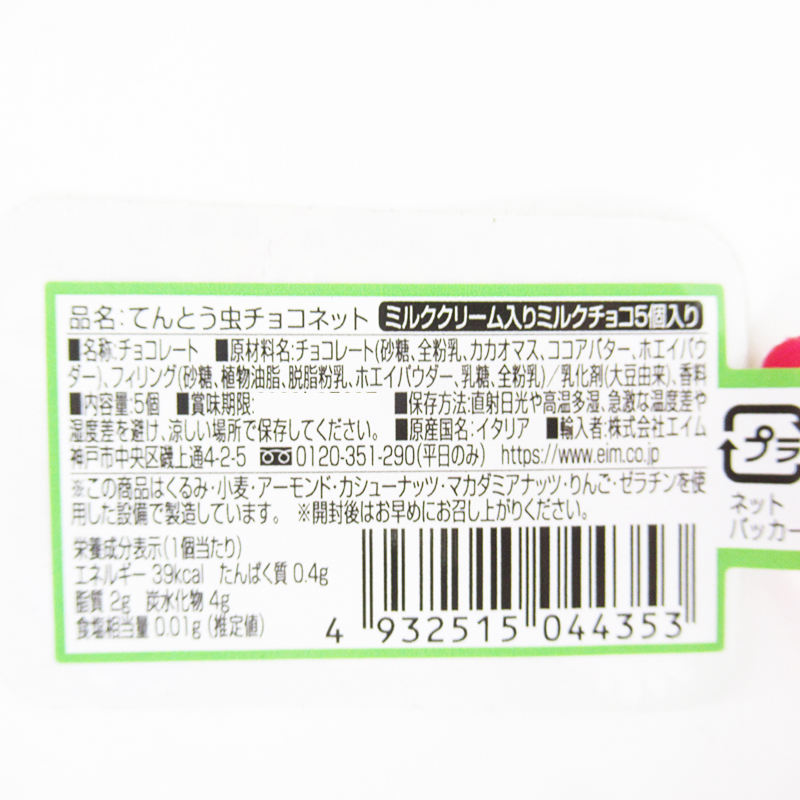 品名:てんとう虫チョコネット ミルククリーム入りミルクチョコ5個入り
■名称:チョコレート ■原材料名:チョコレート(砂糖、全粉乳、カカオマス、ココアバター、ホエイパウ
ダー)、フィリング(砂糖、植物油脂、脱脂粉乳、ホエイパウダー、乳糖、全粉乳)/乳化剤(大豆由来)、香料
■内容量:5個 ■賞味期限: ■保存方法:直射日光や高温多湿、急激な温度差や
湿度差を避け、涼しい場所で保存してください。 ■原産国名:イタリア ■輸入者:株式会社エイム
神戸市中央区磯上通4-2-5 0120-351-290(平日のみ) https://www.eim.co.jp
※この商品はくるみ・小麦・アーモンド・カシューナッツ・マカダミアナッツ・りんご・ゼラチンを使
用した設備で製造しています。 ※開封後はお早めにお召し上がりください。
栄養成分表示(1個当たり)
エネルギー 39kcal たんぱく質 0.4g
脂質 2g 炭水化物 4g
食塩相当量 0.01g (推定値)
4 932515 044353
プラ
ネット
パッカー